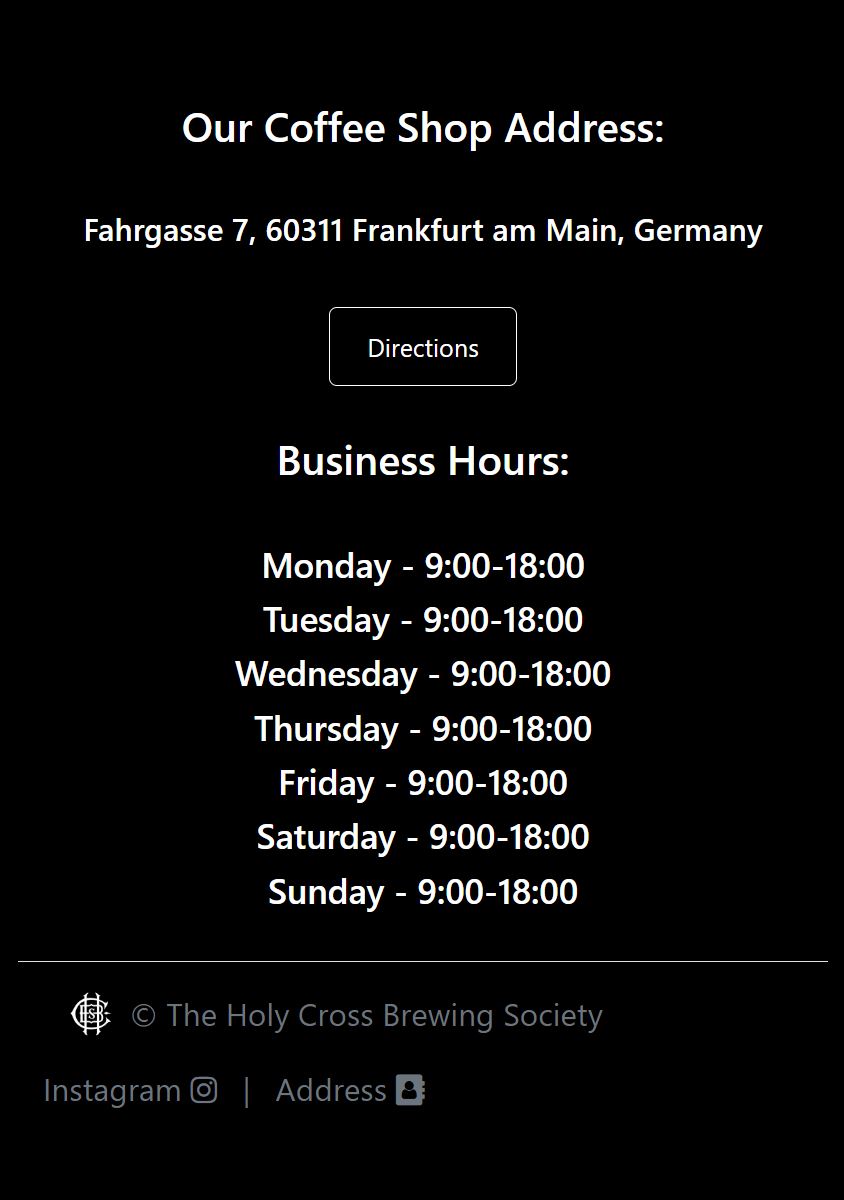 Our Coffee Shop Address:
Fahrgasse 7, 60311 Frankfurt am Main, Germany
Directions
Business Hours:
Monday - 9:00-18:00
Tuesday - 9:00-18:00
Wednesday - 9:00-18:00
Thursday - 9:00-18:00
Friday - 9:00-18:00
Saturday - 9:00-18:00
Sunday - 9:00-18:00
© The Holy Cross Brewing Society
Instagram | Address